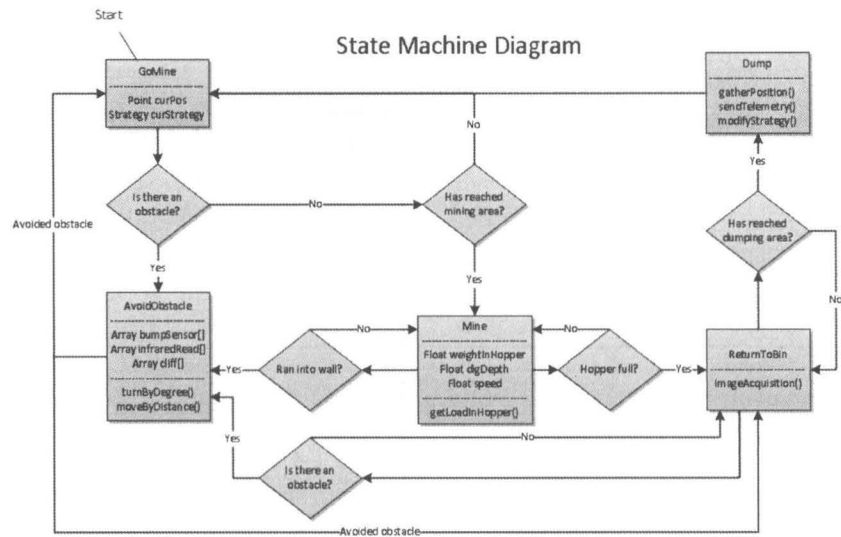 Start
State Machine Diagram
GoMine
Point curPos
Strategy curStrategy
Dump
gatherPosition()
sendTelemetry()
modifyStrategy()
No
Yes
Is there an
obstacle?
No
Has reached
mining area?
Has reached
dumping area?
Avoided obstacle
Yes
Yes
No
AvoidObstacle
Array bumpSensor[]
Array infraredRead[]
Array cliff[]
turnByDegree()
moveByDistance()
No
Yes
Ran into wall?
Mine
Float weightInHopper
Float digDepth
Float speed
getLoadInHopper()
No
Hopper full?
Yes
ReturnToBin
imageAcquisition()
Yes
No
Is there an
obstacle?
Avoided obstacle